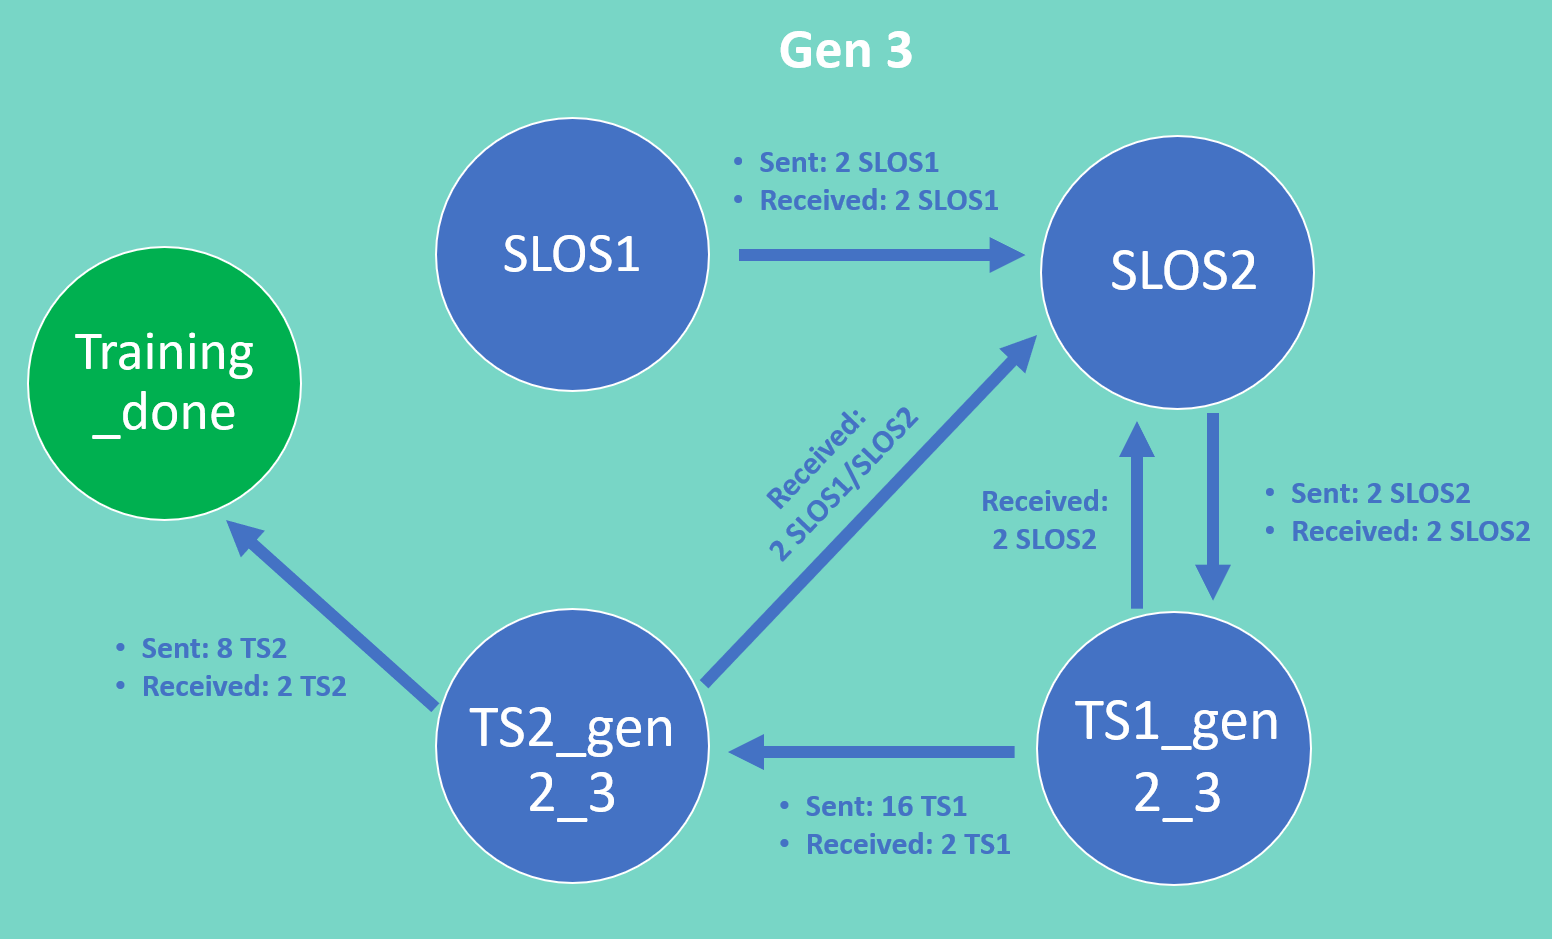 Gen 3
• Sent: 2 SLOS1
• Received: 2 SLOS1
SLOS1
SLOS2
Training
_done
Received:
2 SLOS1/SLOS2
Received:
2 SLOS2
• Sent: 2 SLOS2
• Received: 2 SLOS2
• Sent: 8 TS2
• Received: 2 TS2
TS2_gen
2_3
TS1_gen
2_3
• Sent: 16 TS1
• Received: 2 TS1